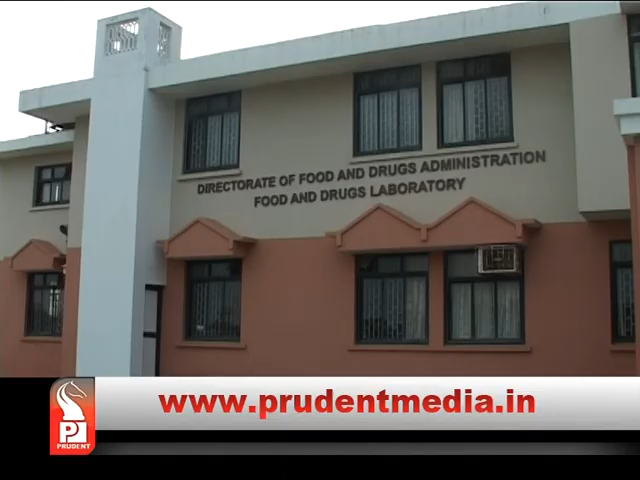 DIRECTORATE OF FOOD AND DRUGS ADMINISTRATION
FOOD AND DRUGS LABORATORY
www.prudentmedia.in
P
PRUDENT